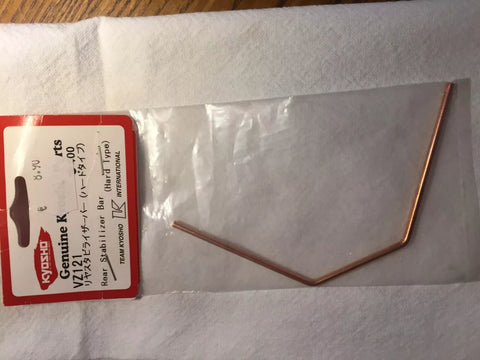 € 8.90
KYOSHO
Genuine K rts
VZ121 .00
リヤスタビライザーバー(ハードタイプ)
Rear Stabilizer Bar (Hard Type)
TEAM KYOSHO K INTERNATIONAL